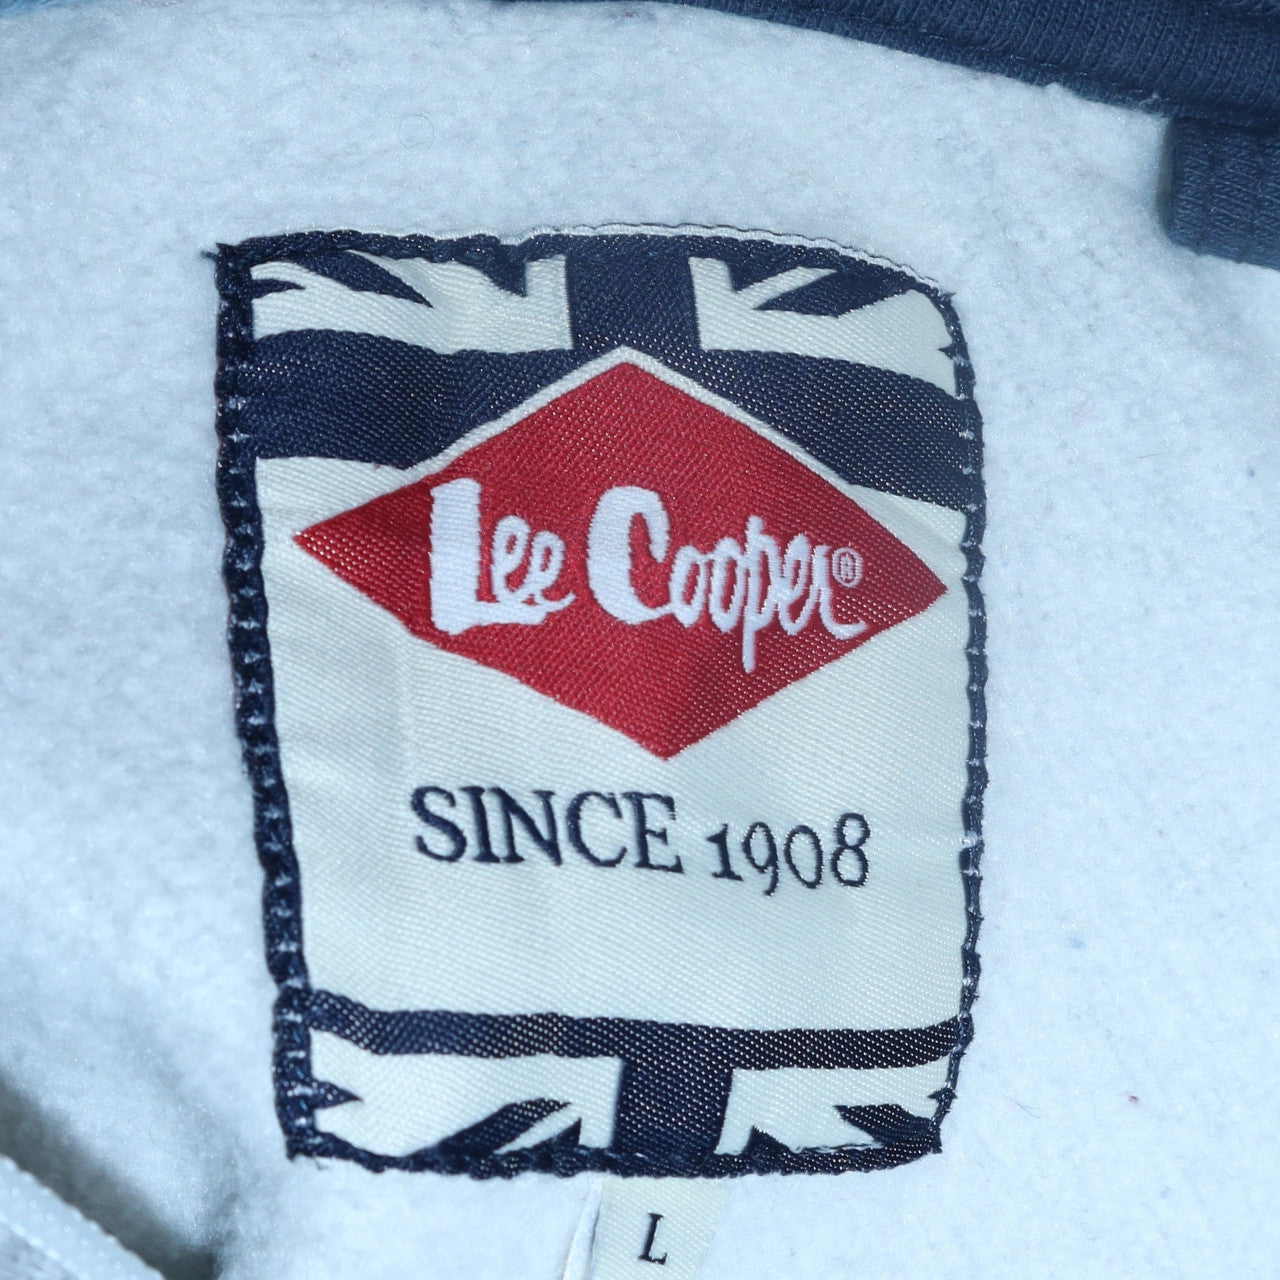 Lee Cooper®
SINCE 1908
L